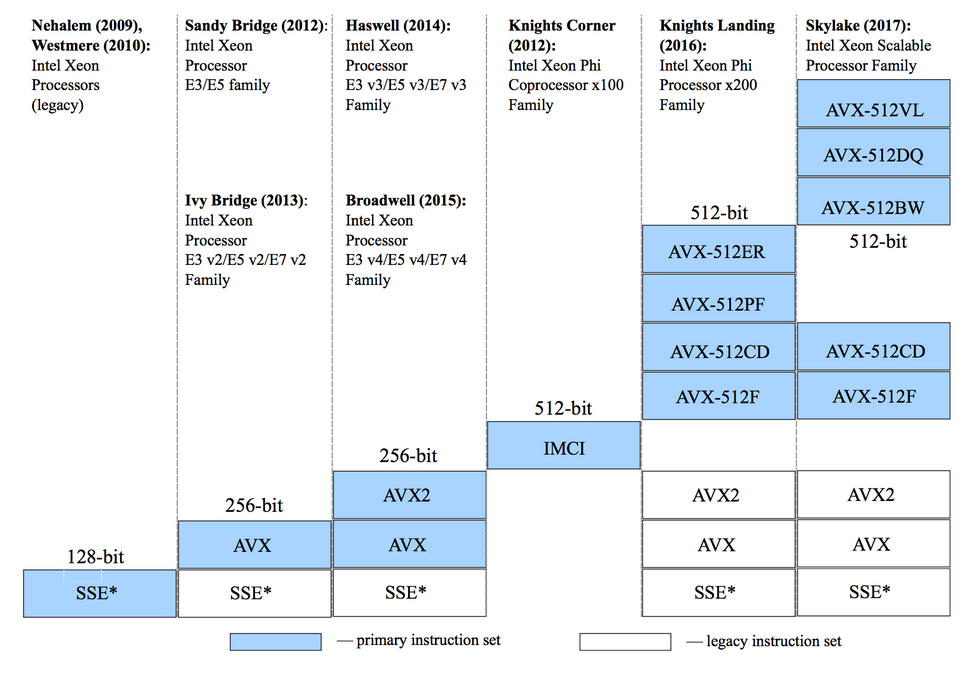 Nehalem (2009),
Westmere (2010):
Intel Xeon
Processors
(legacy)
Sandy Bridge (2012):
Intel Xeon
Processor
E3/E5 family
Ivy Bridge (2013):
Intel Xeon
Processor
E3 v2/E5 v2/E7 v2
Family
Haswell (2014):
Intel Xeon
Processor
E3 v3/E5 v3/E7 v3
Family
Broadwell (2015):
Intel Xeon
Processor
E3 v4/E5 v4/E7 v4
Family
Knights Corner
(2012):
Intel Xeon Phi
Coprocessor x100
Family
Knights Landing
(2016):
Intel Xeon Phi
Processor x200
Family
Skylake (2017):
Intel Xeon Scalable
Processor Family
128-bit
SSE*
256-bit
AVX
SSE*
256-bit
AVX2
AVX
SSE*
512-bit
IMCI
512-bit
AVX-512ER
AVX-512PF
AVX-512CD
AVX-512F
AVX2
AVX
SSE*
AVX-512VL
AVX-512DQ
AVX-512BW
512-bit
AVX-512CD
AVX-512F
AVX2
AVX
SSE*
— primary instruction set
— legacy instruction set